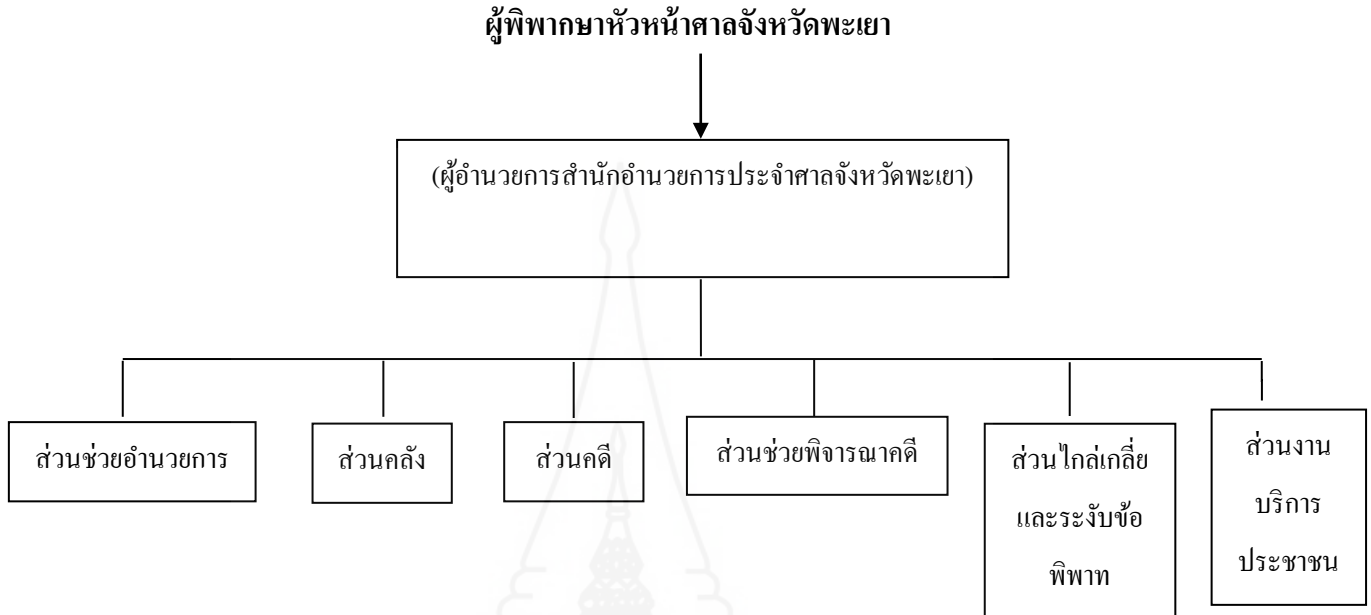 ผู้พิพากษาหัวหน้าศาลจังหวัดพะเยา
(ผู้อำนวยการสำนักอำนวยการประจำศาลจังหวัดพะเยา)
ส่วนช่วยอำนวยการ
ส่วนคลัง
ส่วนคดี
ส่วนช่วยพิจารณาคดี
ส่วนไกล่เกลี่ย
และระงับข้อ
พิพาท
ส่วนงาน
บริการ
ประชาชน